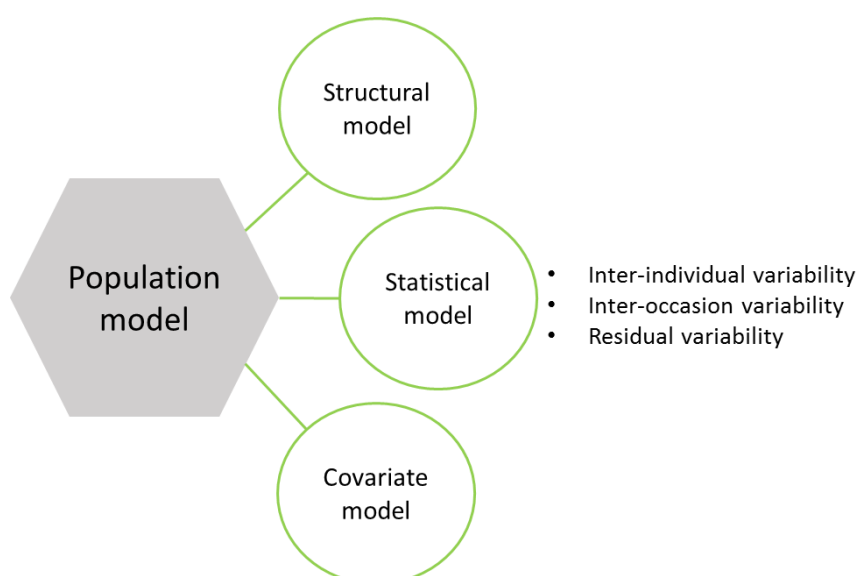 Structural
model
Population
model
Statistical
model
• Inter-individual variability
• Inter-occasion variability
• Residual variability
Covariate
model